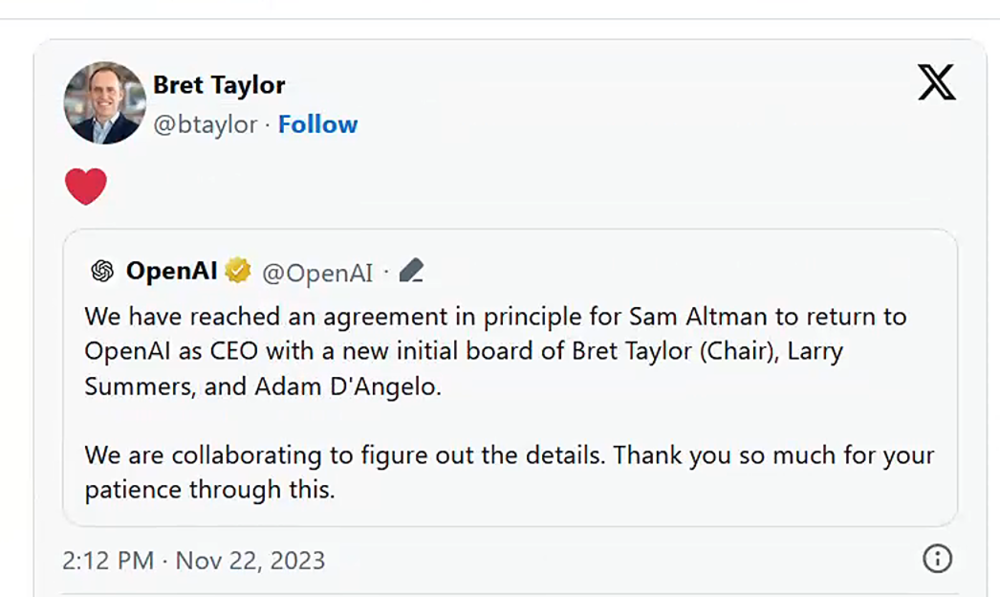 Bret Taylor
@btaylor · Follow
❤️
OpenAI @OpenAI ·
We have reached an agreement in principle for Sam Altman to return to
OpenAI as CEO with a new initial board of Bret Taylor (Chair), Larry
Summers, and Adam D'Angelo.
We are collaborating to figure out the details. Thank you so much for your
patience through this.
2:12 PM · Nov 22, 2023